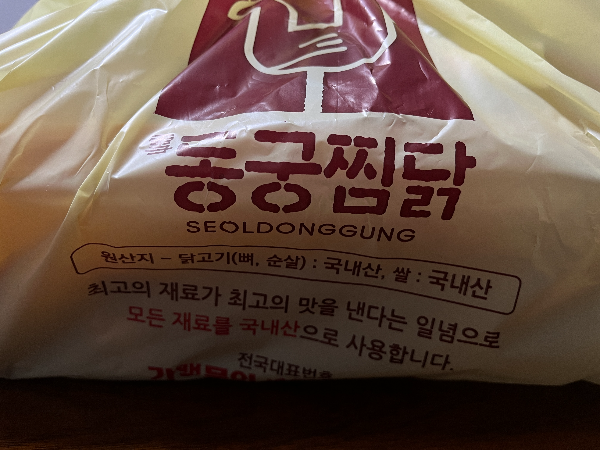 동궁찜닭
SEOLDONGGUNG
원산지 - 닭고기(뼈, 순살) : 국내산, 쌀 : 국내산
최고의 재료가 최고의 맛을 낸다는 일념으로
모든 재료를 국내산으로 사용합니다.
전국대표번호